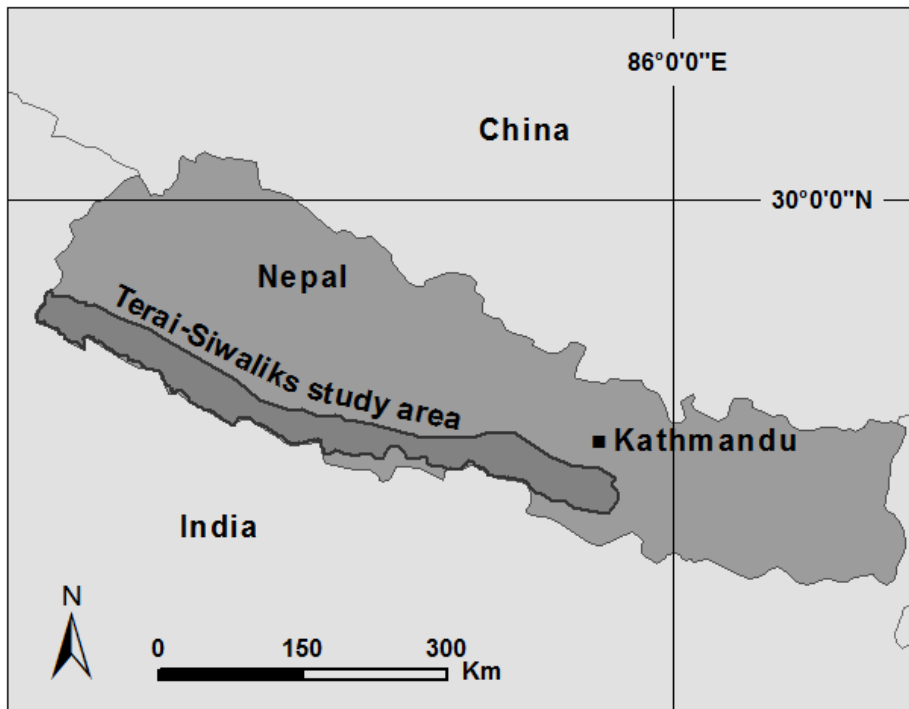 86°0'0"E
China
30°0'0"N
Nepal
Terai-Siwaliks study area
Kathmandu
India
N
0 150 300
Km